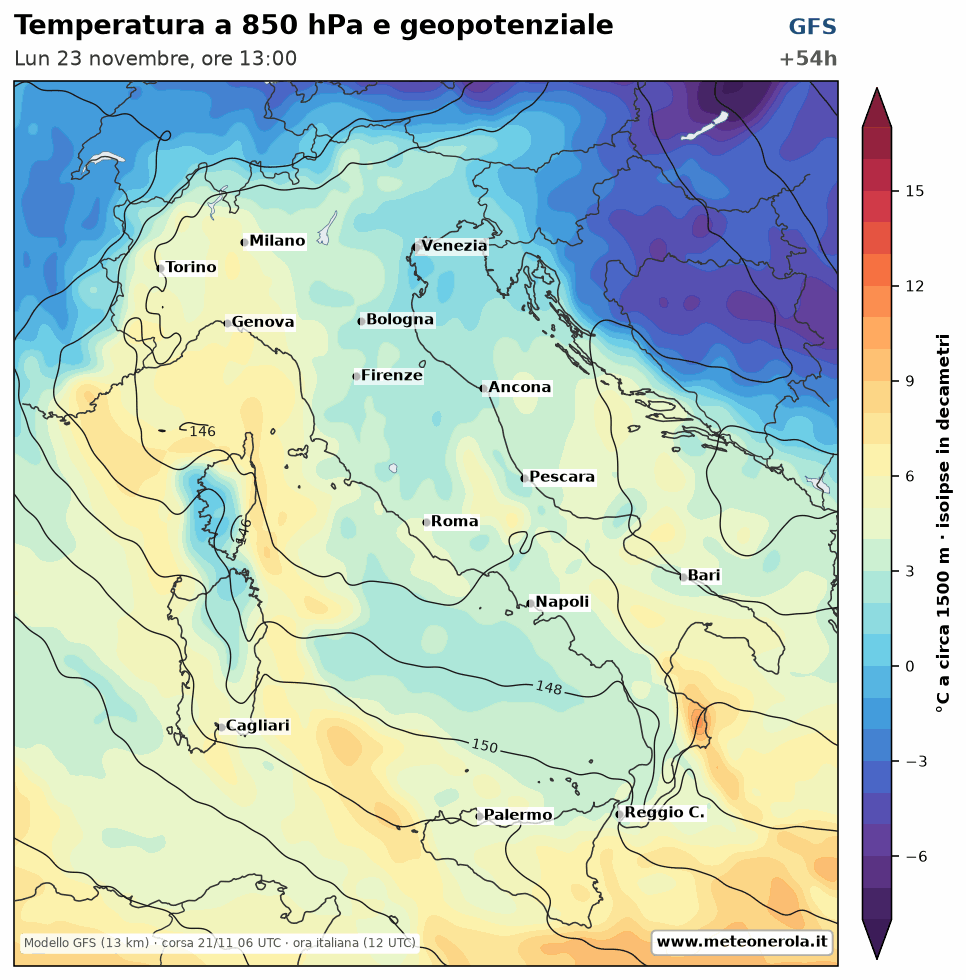 Temperatura a 850 hPa e geopotenziale
GFS
Lun 23 novembre, ore 13:00
+54h
Milano
Venezia
Torino
Genova
Bologna
Firenze
Ancona
146
Pescara
146
Roma
Bari
Napoli
148
Cagliari
150
Palermo
Reggio C.
Modello GFS (13 km) · corsa 21/11 06 UTC · ora italiana (12 UTC)
www.meteonerola.it
15
12
9
6
3
0
−3
−6
°C a circa 1500 m · isoipse in decametri